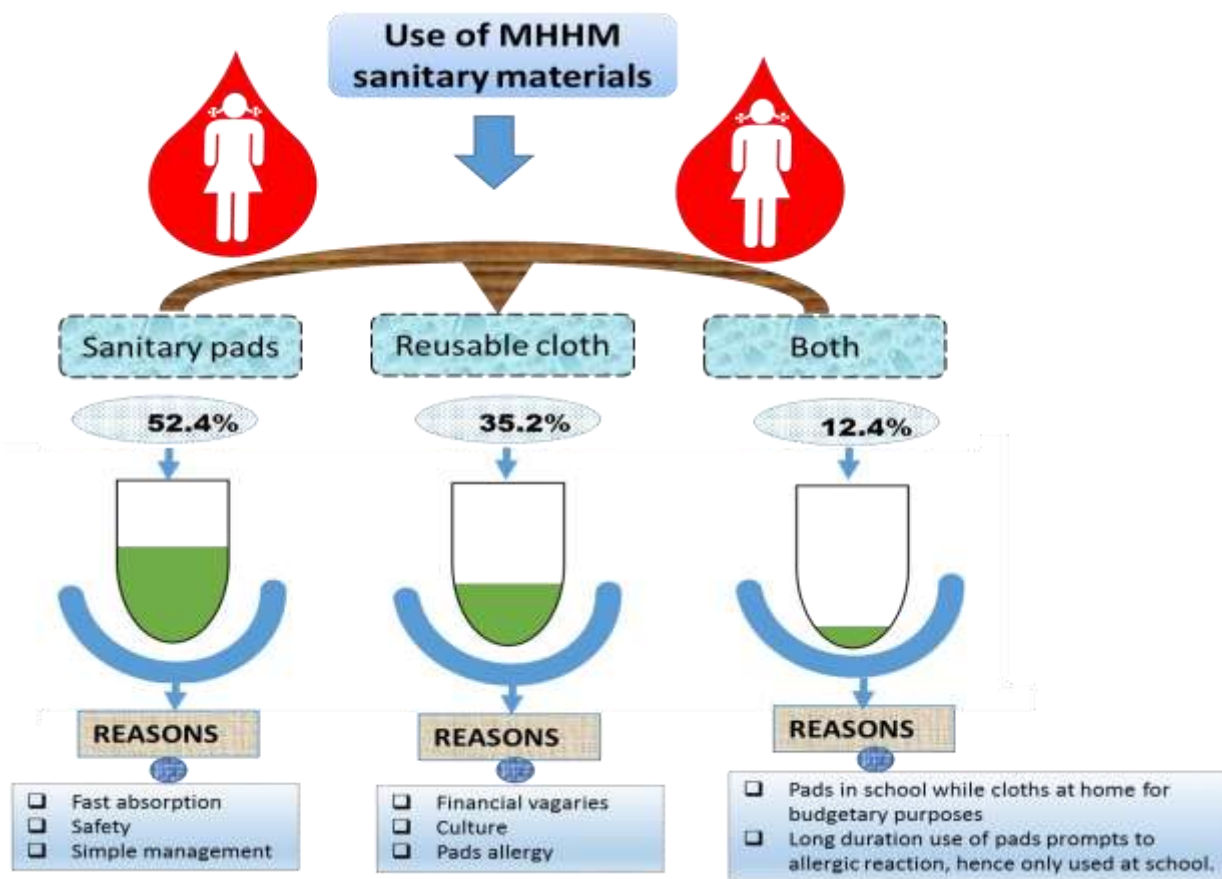 Use of MHHM
sanitary materials
Sanitary pads
Reusable cloth
Both
52.4%
35.2%
12.4%
REASONS
REASONS
REASONS
Fast absorption
Safety
Simple management
Financial vagaries
Culture
Pads allergy
Pads in school while cloths at home for
budgetary purposes
Long duration use of pads prompts to
allergic reaction, hence only used at school.